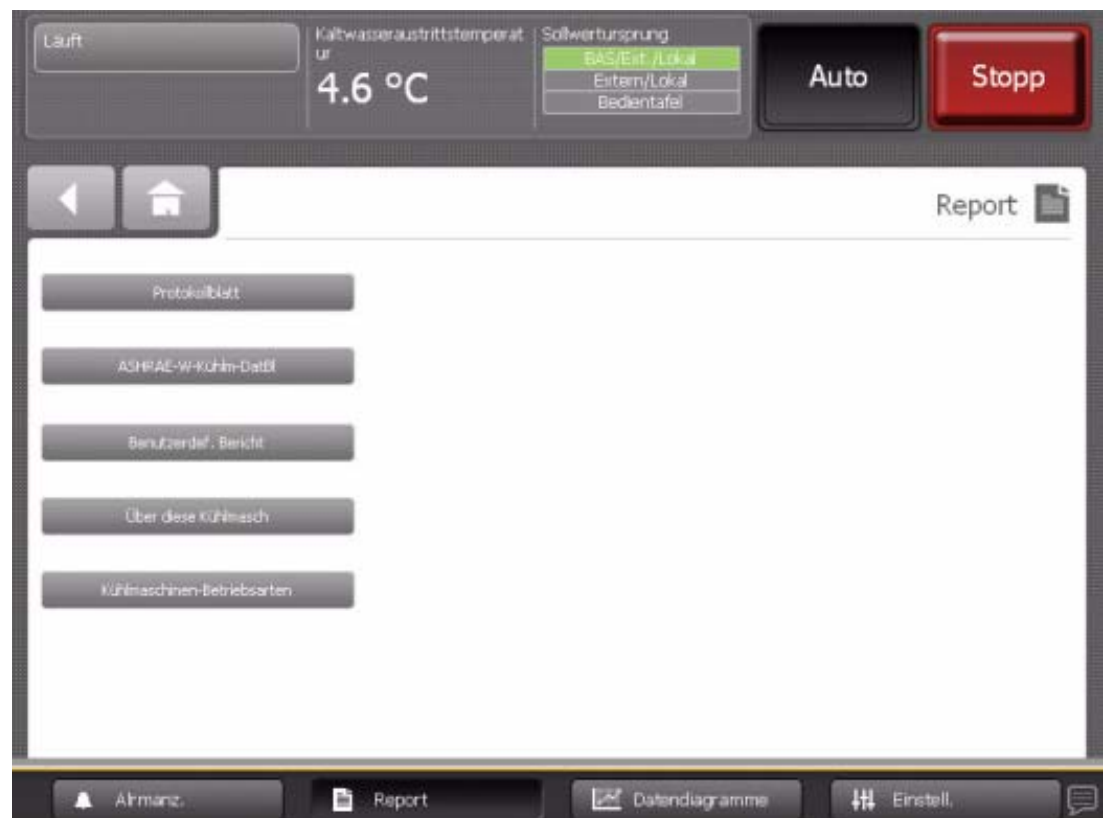 Läuft
Kaltwasseraustrittstemperat
ur
4.6 °C
Sollwertursprung
BAS/Ext./Lokal
Extern/Lokal
Bedientafel
Auto
Stopp
Report
Protokollblatt
ASHRAE-W-Kühlm-DatBl
Benutzerdef. Bericht
Über diese Kühlmasch
Kühlmaschinen-Betriebsarten
Alrmanz.
Report
Datendiagramme
Einstell.